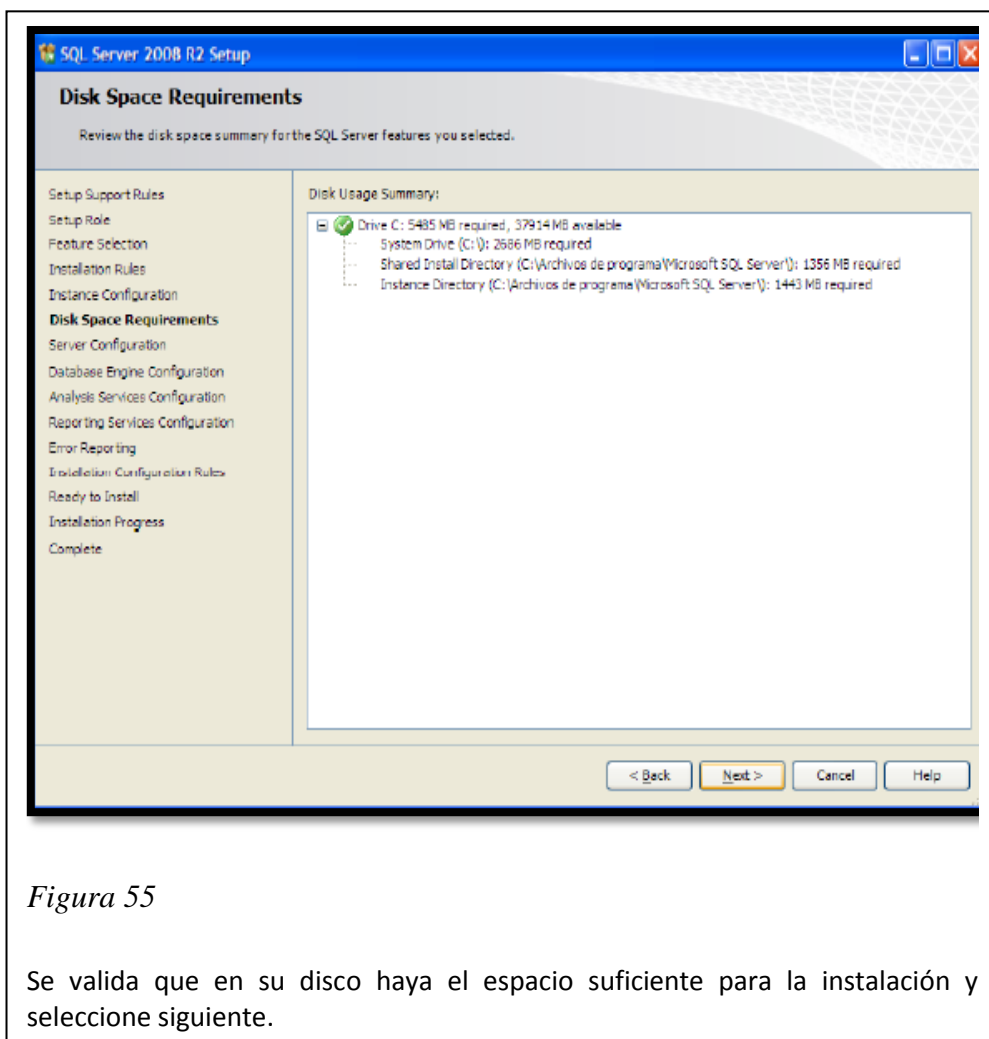 SQL Server 2008 R2 Setup
Disk Space Requirements
Review the disk space summary for the SQL Server features you selected.
Setup Support Rules
Setup Role
Feature Selection
Installation Rules
Instance Configuration
Disk Space Requirements
Server Configuration
Database Engine Configuration
Analysis Services Configuration
Reporting Services Configuration
Error Reporting
Installation Configuration Rules
Ready to Install
Installation Progress
Complete
Disk Usage Summary:
Drive C: 5485 MB required, 37914 MB available
System Drive (C:\): 2686 MB required
Shared Install Directory (C:\Archivos de programa\Microsoft SQL Server\): 1356 MB required
Instance Directory (C:\Archivos de programa\Microsoft SQL Server\): 1443 MB required
< Back Next > Cancel Help
Figura 55
Se valida que en su disco haya el espacio suficiente para la instalación y
seleccione siguiente.